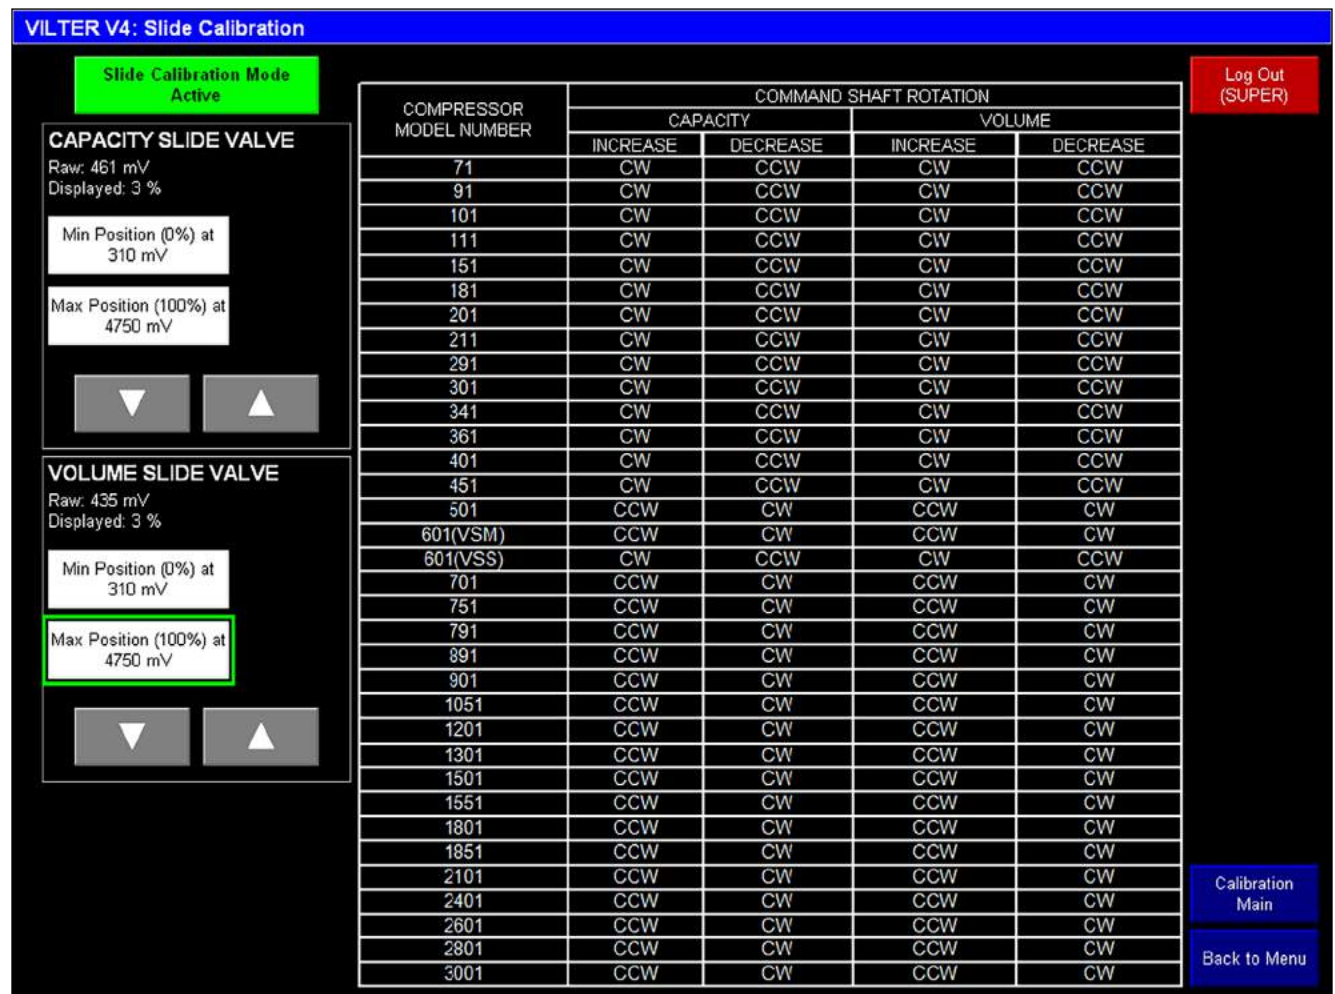 VILTER V4: Slide Calibration
Slide Calibration Mode
Active
Log Out
(SUPER)
CAPACITY SLIDE VALVE
Raw: 461 mV
Displayed: 3 %
Min Position (0%) at
310 mV
Max Position (100%) at
4750 mV
VOLUME SLIDE VALVE
Raw: 435 mV
Displayed: 3 %
Min Position (0%) at
310 mV
Max Position (100%) at
4750 mV
COMPRESSOR
MODEL NUMBER
COMMAND SHAFT ROTATION
CAPACITY VOLUME
INCREASE DECREASE INCREASE DECREASE
71 CW CCW CW CCW
91 CW CCW CW CCW
101 CW CCW CW CCW
111 CW CCW CW CCW
151 CW CCW CW CCW
181 CW CCW CW CCW
201 CW CCW CW CCW
211 CW CCW CW CCW
291 CW CCW CW CCW
301 CW CCW CW CCW
341 CW CCW CW CCW
361 CW CCW CW CCW
401 CW CCW CW CCW
451 CW CCW CW CCW
501 CCW CW CCW CW
601(VSM) CCW CW CCW CW
601(VSS) CW CCW CW CCW
701 CCW CW CCW CW
751 CCW CW CCW CW
791 CCW CW CCW CW
891 CCW CW CCW CW
901 CCW CW CCW CW
1051 CCW CW CCW CW
1201 CCW CW CCW CW
1301 CCW CW CCW CW
1501 CCW CW CCW CW
1551 CCW CW CCW CW
1801 CCW CW CCW CW
1851 CCW CW CCW CW
2101 CCW CW CCW CW
2401 CCW CW CCW CW
2601 CCW CW CCW CW
2801 CCW CW CCW CW
3001 CCW CW CCW CW
Calibration
Main
Back to Menu